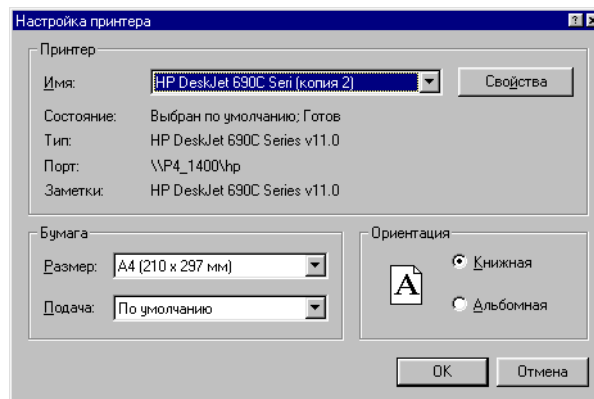 Настройка принтера
Принтер
Имя: HP DeskJet 690C Seri (копия 2) Свойства
Состояние: Выбран по умолчанию; Готов
Тип: HP DeskJet 690C Series v11.0
Порт: \\P4_1400\hp
Заметки: HP DeskJet 690C Series v11.0
Бумага
Размер: A4 (210 x 297 мм)
Подача: По умолчанию
Ориентация
A
Книжная
Альбомная
OK Отмена